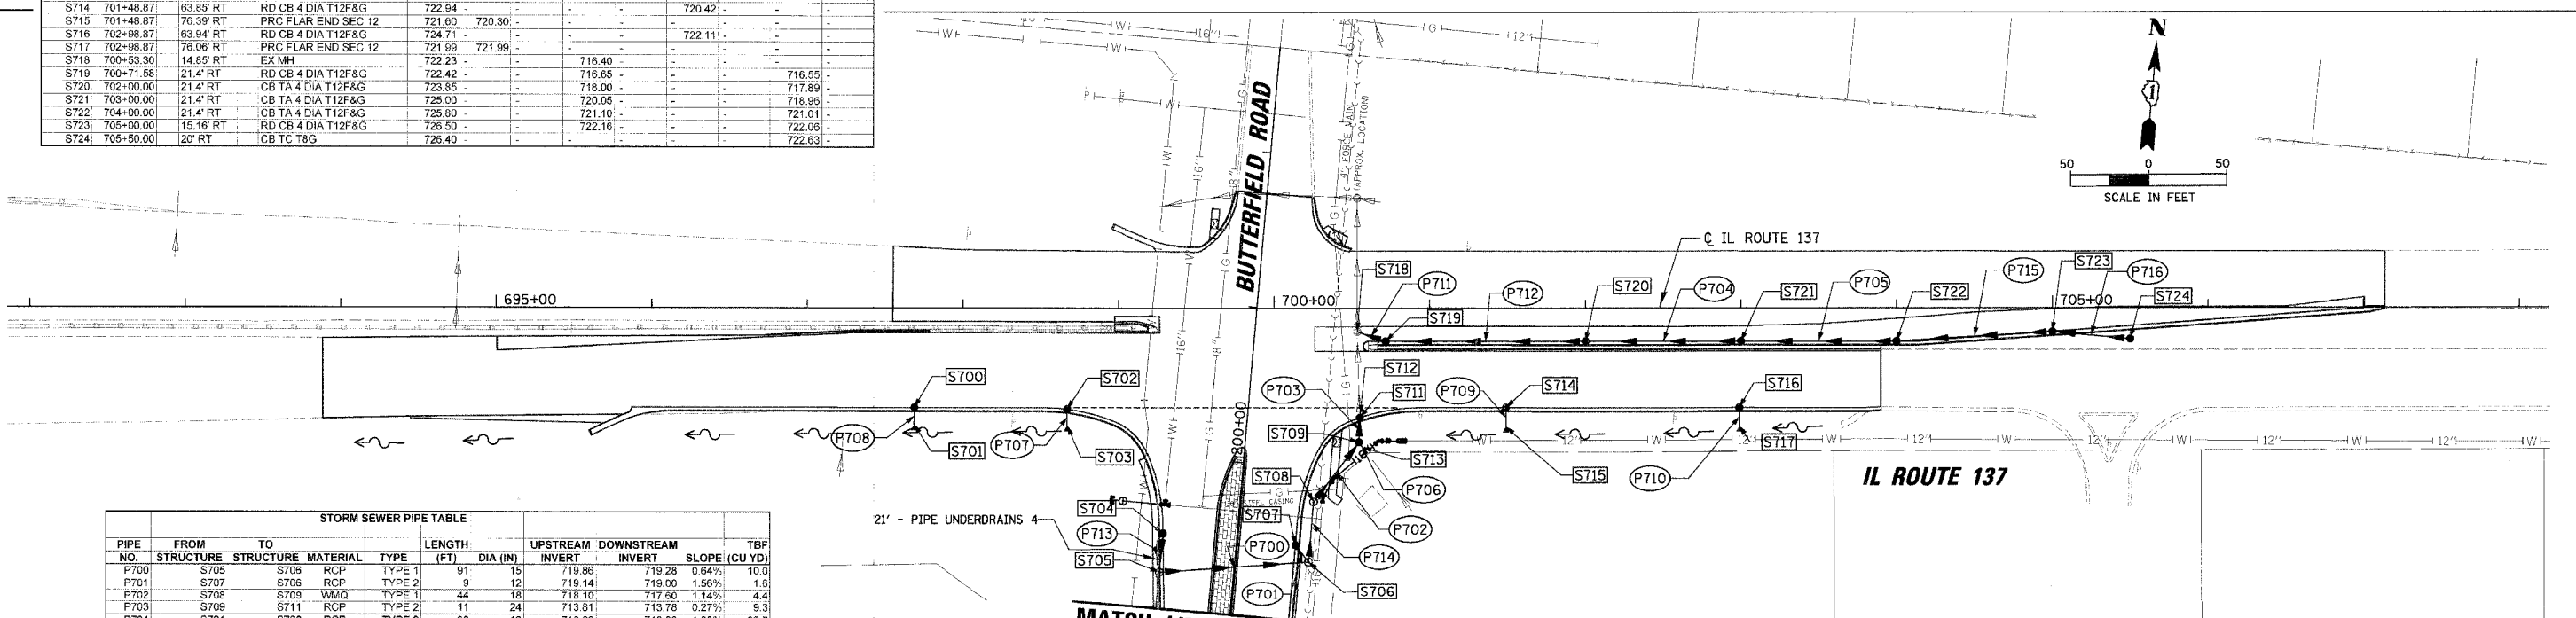 S714 701+48.87 63.85' RT RD CB 4 DIA T12F&G 722.94 - - - - 720.42 - - -
S715 701+48.87 76.39' RT PRC FLAR END SEC 12 721.60 720.30 - - - - - -
S716 702+98.87 63.94' RT RD CB 4 DIA T12F&G 724.71 - - - - 722.11 - - -
S717 702+98.87 76.06' RT PRC FLAR END SEC 12 721.99 721.99 - - - - - -
S718 700+53.30 14.85' RT EX MH 722.23 - - 716.40 - - - - -
S719 700+71.58 21.4' RT RD CB 4 DIA T12F&G 722.42 - - 716.65 - - - 716.55 -
S720 702+00.00 21.4' RT CB TA 4 DIA T12F&G 723.85 - - 718.00 - - - 717.89 -
S721 703+00.00 21.4' RT CB TA 4 DIA T12F&G 725.00 - - 720.05 - - - 718.96 -
S722 704+00.00 21.4' RT CB TA 4 DIA T12F&G 725.80 - - 721.10 - - - 721.01 -
S723 705+00.00 15.16' RT RD CB 4 DIA T12F&G 726.50 - - 722.16 - - - 722.06 -
S724 705+50.00 20' RT CB TC T8G 726.40 - - - - - - 722.63 -
N
1
50 0 50
SCALE IN FEET
BUTTERFIELD ROAD
4" FORCE MAIN
(APPROX. LOCATION)
16"
8"
W
G
12"
℄ IL ROUTE 137
695+00
700+00
705+00
S718
P711
S719
P712
S720
P704
S721
P705
S722
P715
S723
P716
S724
S700
S702
P708
S701
P707
S703
P703
S712
S711
P709
S714
S716
S709
S713
S715
P710
S717
P706
S708
P702
S704
P713
S705
S707
P700
P714
P701
S706
800+00
STEEL CASING
IL ROUTE 137
21' - PIPE UNDERDRAINS 4
STORM SEWER PIPE TABLE
PIPE NO. FROM STRUCTURE TO STRUCTURE MATERIAL TYPE LENGTH (FT) DIA (IN) UPSTREAM INVERT DOWNSTREAM INVERT SLOPE TBF (CU YD)
P700 S705 S706 RCP TYPE 1 91 15 719.86 719.28 0.64% 10.0
P701 S707 S706 RCP TYPE 2 9 12 719.14 719.00 1.56% 1.6
P702 S708 S709 WMQ TYPE 1 44 18 718.10 717.60 1.14% 4.4
P703 S709 S711 RCP TYPE 2 11 24 713.81 713.78 0.27% 9.3